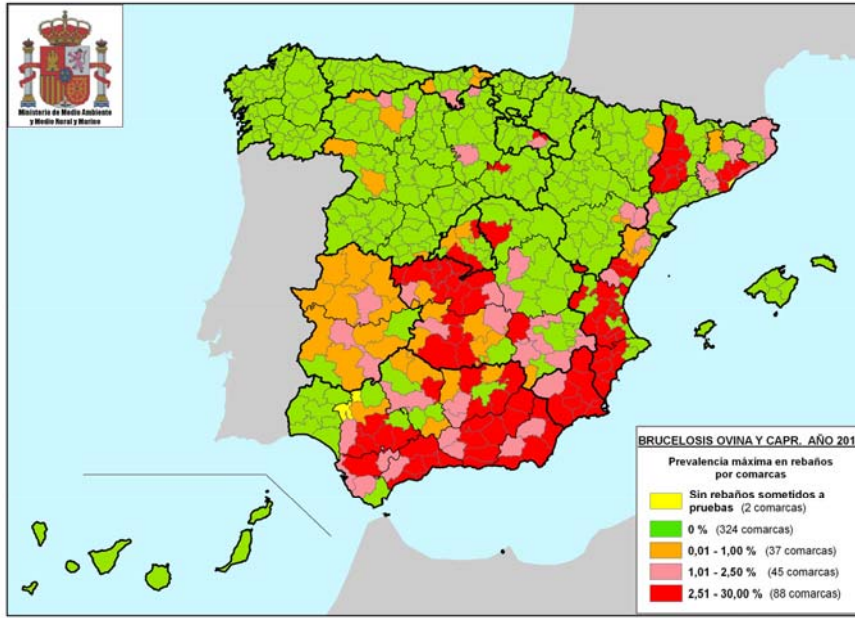 Ministerio de Medio Ambiente
y Medio Rural y Marino
BRUCELOSIS OVINA Y CAPR. AÑO 201
Prevalencia máxima en rebaños
por comarcas
Sin rebaños sometidos a
pruebas (2 comarcas)
0 % (324 comarcas)
0,01 - 1,00 % (37 comarcas)
1,01 - 2,50 % (45 comarcas)
2,51 - 30,00 % (88 comarcas)